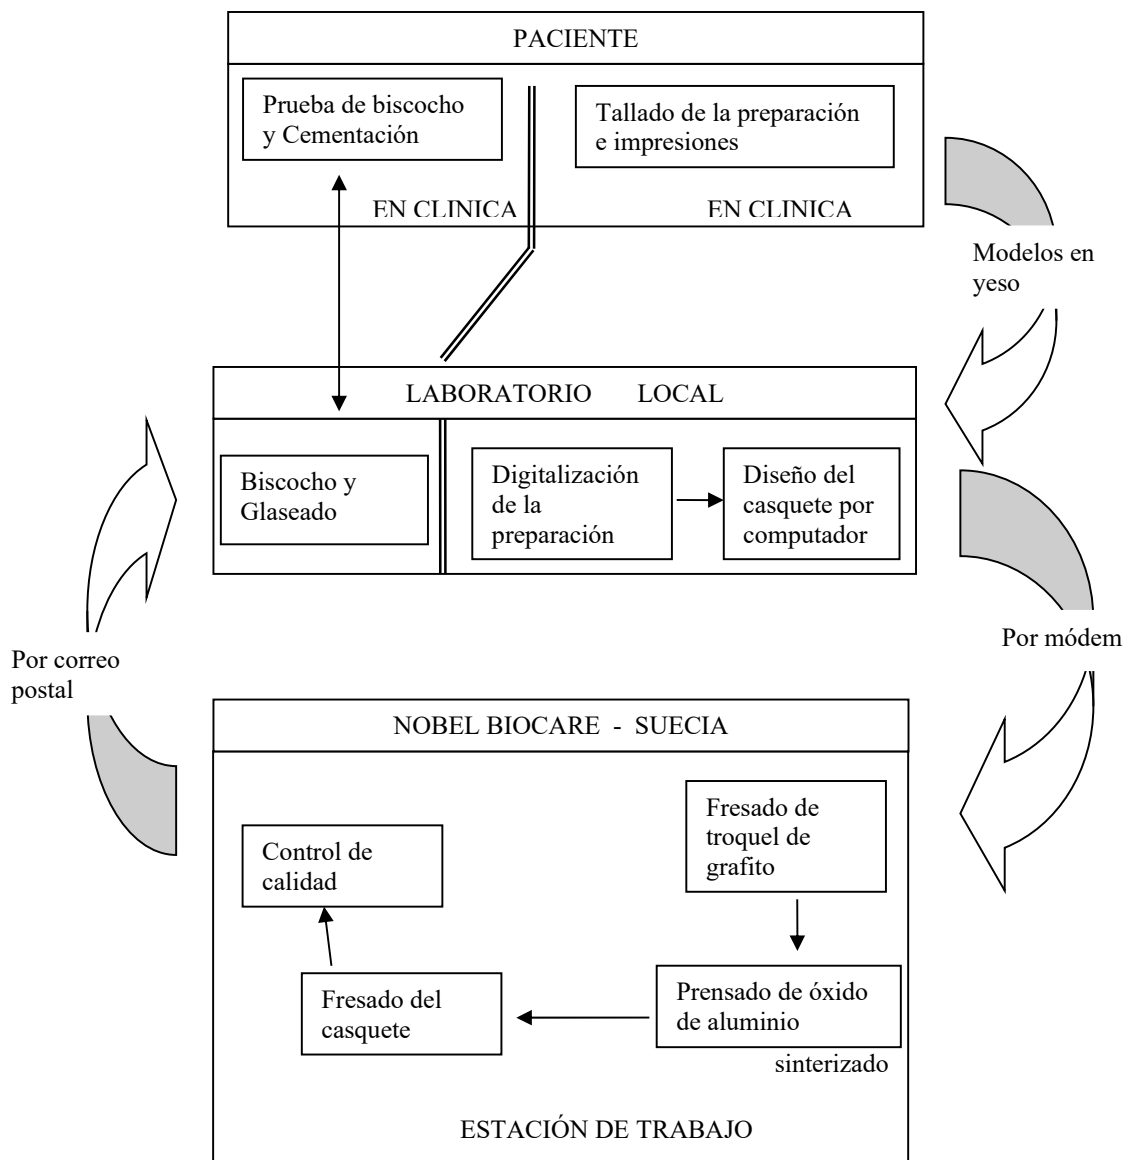 PACIENTE
Prueba de biscocho
y Cementación
Tallado de la preparación
e impresiones
EN CLINICA
EN CLINICA
Modelos en
yeso
LABORATORIO LOCAL
Biscocho y
Glaseado
Digitalización
de la
preparación
Diseño del
casquete por
computador
Por módem
Por correo
postal
NOBEL BIOCARE - SUECIA
Fresado de
troquel de
grafito
Control de
calidad
Prensado de óxido
de aluminio
sinterizado
Fresado del
casquete
ESTACIÓN DE TRABAJO